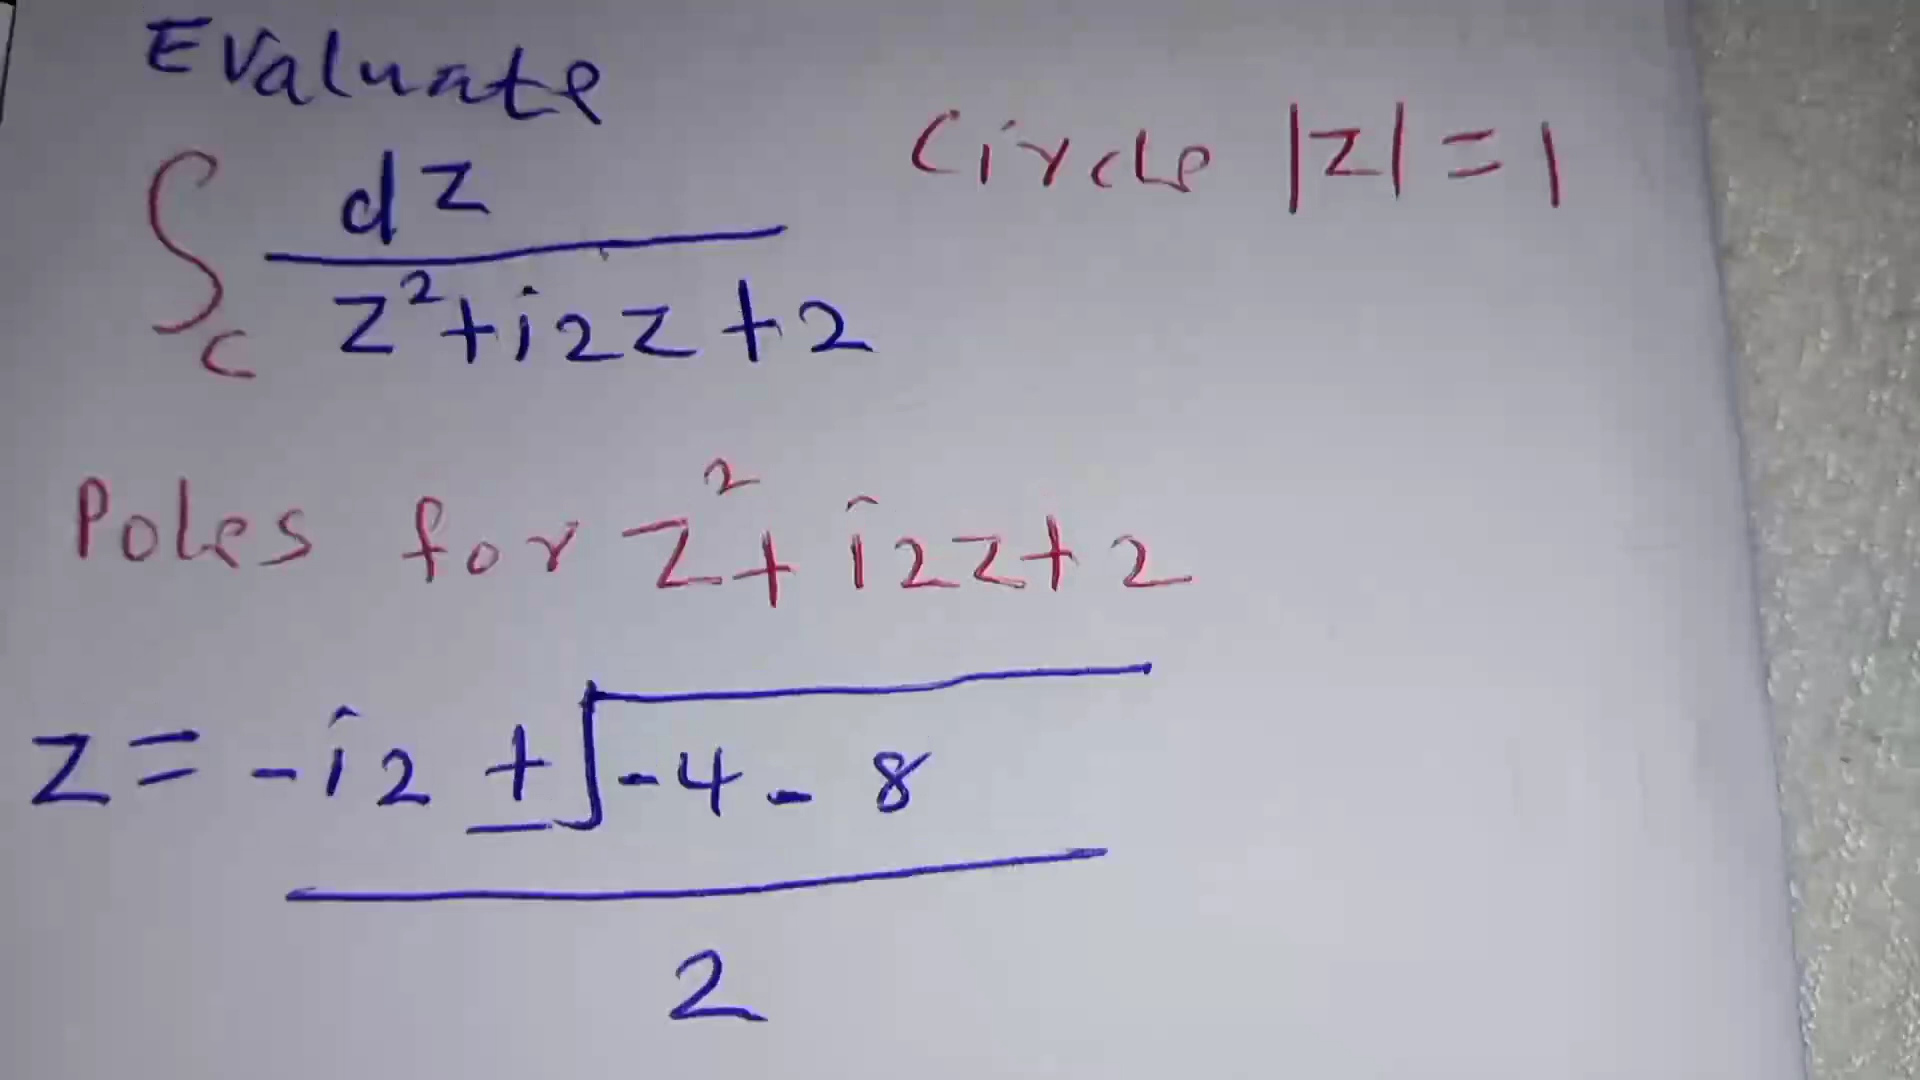 Evaluate
∫_C dz / (z² + i2z + 2) Circle |z| = 1
Poles for z² + i2z + 2
z = (-i2 ± √(-4 - 8)) / 2